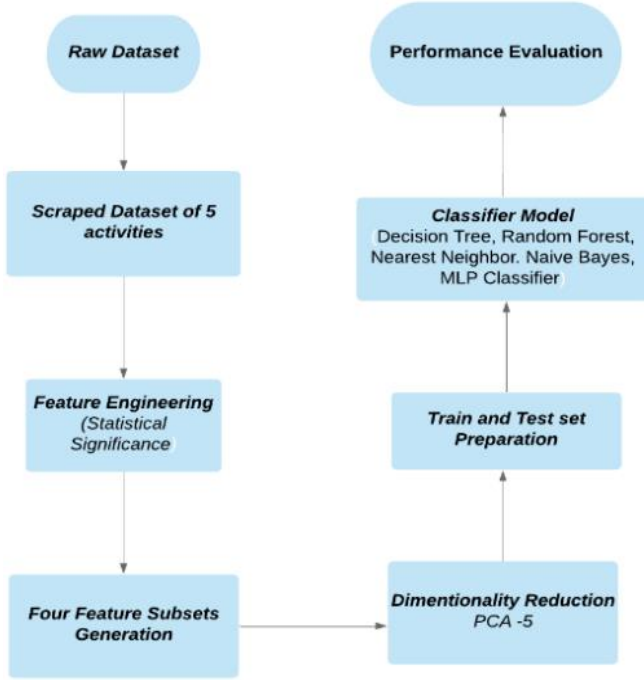 Raw Dataset
Scraped Dataset of 5
activities
Feature Engineering
(Statistical
Significance)
Four Feature Subsets
Generation
Dimentionality Reduction
PCA -5
Train and Test set
Preparation
Classifier Model
(Decision Tree, Random Forest,
Nearest Neighbor. Naive Bayes,
MLP Classifier)
Performance Evaluation